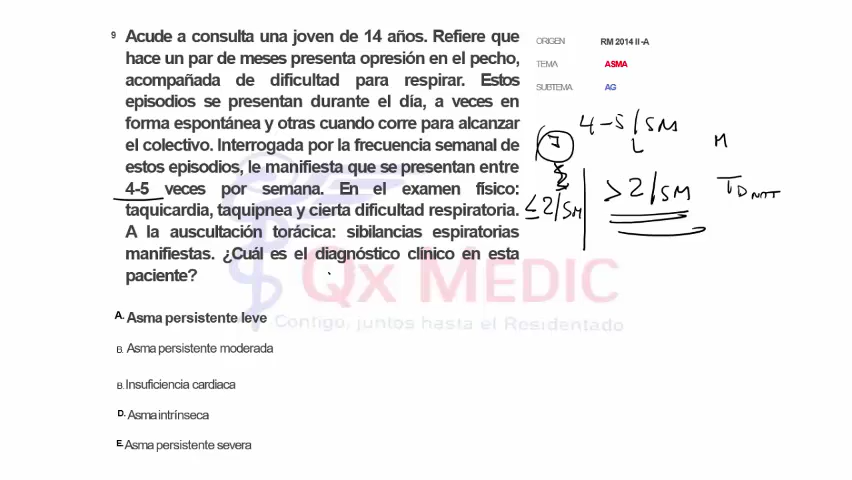 9 Acude a consulta una joven de 14 años. Refiere que
hace un par de meses presenta opresión en el pecho,
acompañada de dificultad para respirar. Estos
episodios se presentan durante el día, a veces en
forma espontánea y otras cuando corre para alcanzar
el colectivo. Interrogada por la frecuencia semanal de
estos episodios, le manifiesta que se presentan entre
4-5 veces por semana. En el examen físico:
taquicardia, taquipnea y cierta dificultad respiratoria.
A la auscultación torácica: sibilancias espiratorias
manifiestas. ¿Cuál es el diagnóstico clínico en esta
paciente?
A. Asma persistente leve
B. Asma persistente moderada
B. Insuficiencia cardiaca
D. Asma intrínseca
E. Asma persistente severa
ORIGEN RM 2014 II -A
TEMA ASMA
SUBTEMA AG
4-5/SM
L M
≤2/SM >2/SM
Qx MEDIC
Contigo, juntos hasta el Residentado